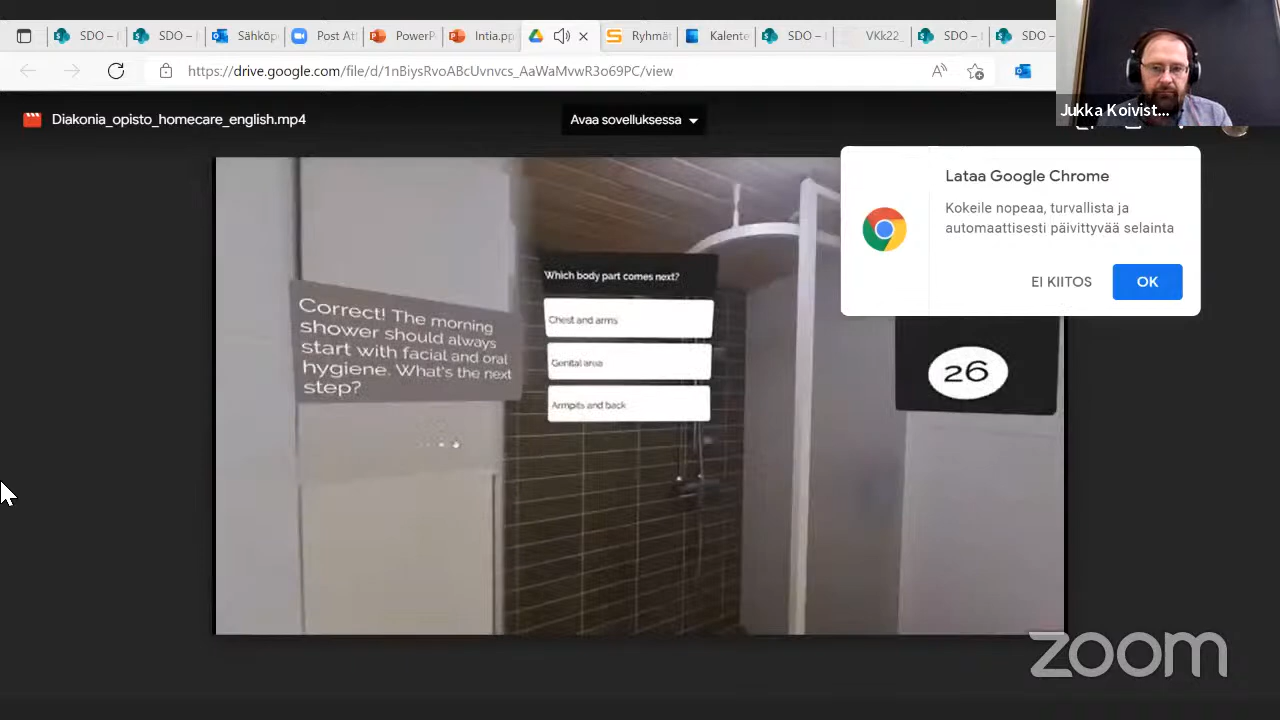 SDO – I
SDO – I
Sähköp
Post At
PowerP
Intia.pp
Ryhmät
Kalente
SDO – I
VKk22_
SDO – I
SDO –
https://drive.google.com/file/d/1nBiysRvoABcUvnvcs_AaWaMvwR3o69PC/view
Jukka Koivist...
Diakonia_opisto_homecare_english.mp4
Avaa sovelluksessa
Lataa Google Chrome
Kokeile nopeaa, turvallista ja
automaattisesti päivittyvää selainta
EI KIITOS
OK
Correct! The morning
shower should always
start with facial and oral
hygiene. What's the next
step?
Which body part comes next?
Chest and arms
Genital area
Armpits and back
26
zoom